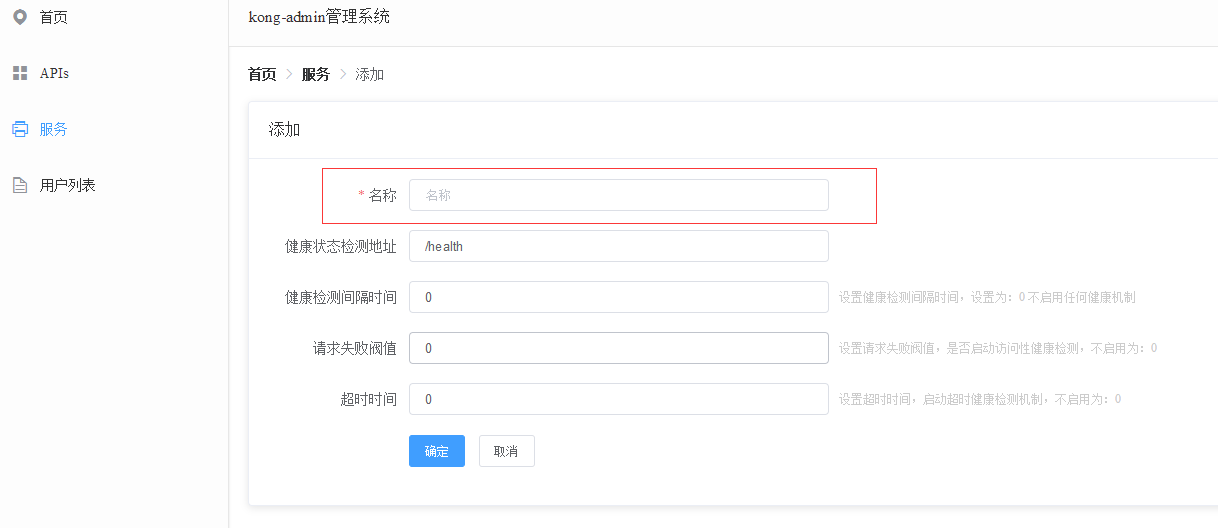 首页
kong-admin管理系统
APIs
服务
用户列表
首页 服务 添加
添加
* 名称 名称
健康状态检测地址 /health
健康检测间隔时间 0 设置健康检测间隔时间，设置为：0 不启用任何健康机制
请求失败阀值 0 设置请求失败阀值，是否启动访问性健康检测，不启用为：0
超时时间 0 设置超时时间，启动超时健康检测机制，不启用为：0
确定 取消